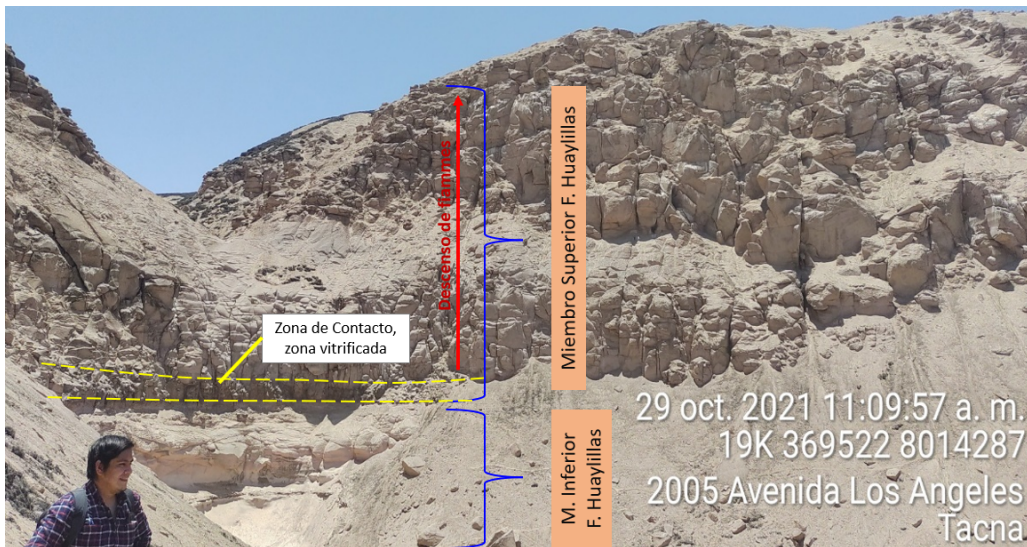 Descenso de fiammes
Miembro Superior F. Huaylillas
Zona de Contacto,
zona vitrificada
M. Inferior
F. Huaylillas
29 oct. 2021 11:09:57 a. m.
19K 369522 8014287
2005 Avenida Los Angeles
Tacna